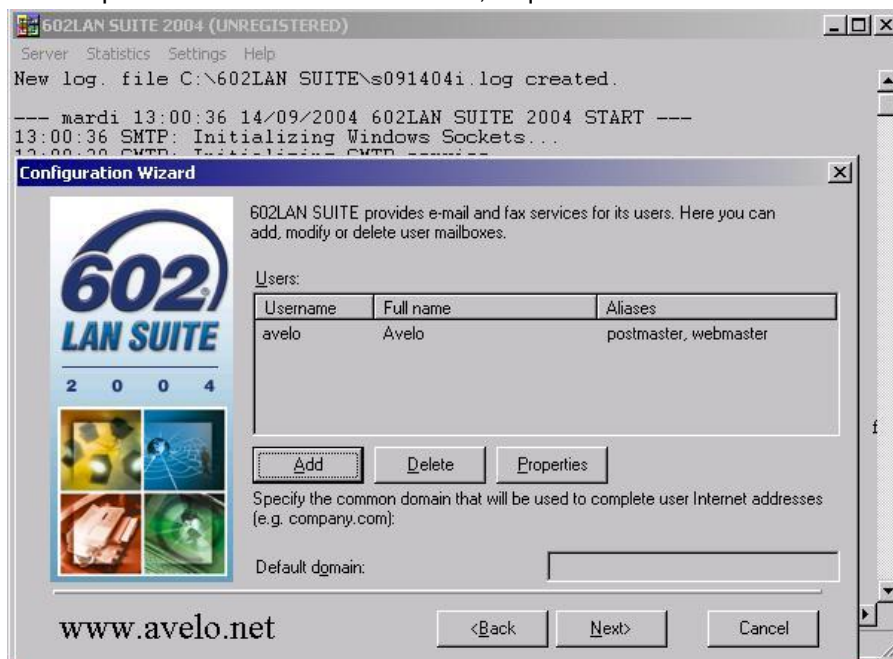 602LAN SUITE 2004 (UNREGISTERED)
Server Statistics Settings Help
New log. file C:\602LAN SUITE\s091404i.log created.
--- mardi 13:00:36 14/09/2004 602LAN SUITE 2004 START ---
13:00:36 SMTP: Initializing Windows Sockets...
Configuration Wizard
602LAN SUITE provides e-mail and fax services for its users. Here you can
add, modify or delete user mailboxes.
602
LAN SUITE
2 0 0 4
Users:
Username Full name Aliases
avelo Avelo postmaster, webmaster
Add Delete Properties
Specify the common domain that will be used to complete user Internet addresses
(e.g. company.com):
Default domain:
www.avelo.net
<Back Next> Cancel